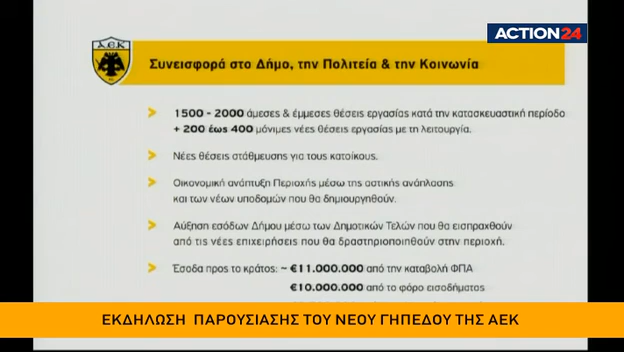 ACTION24
Α.Ε.Κ
Συνεισφορά στο Δήμο, την Πολιτεία & την Κοινωνία
1500 - 2000 άμεσες & έμμεσες θέσεις εργασίας κατά την κατασκευαστική περίοδο
+ 200 έως 400 μόνιμες νέες θέσεις εργασίας με τη λειτουργία.
Νέες θέσεις στάθμευσης για τους κατοίκους.
Οικονομική ανάπτυξη Περιοχής μέσω της αστικής ανάπλασης
και των νέων υποδομών που θα δημιουργηθούν.
Αύξηση εσόδων Δήμου μέσω των Δημοτικών Τελών που θα εισπραχθούν
από τις νέες επιχειρήσεις που θα δραστηριοποιηθούν στην περιοχή.
Έσοδα προς το κράτος: ~ €11.000.000 από την καταβολή ΦΠΑ
€10.000.000 από το φόρο εισοδήματος
ΕΚΔΗΛΩΣΗ ΠΑΡΟΥΣΙΑΣΗΣ ΤΟΥ ΝΕΟΥ ΓΗΠΕΔΟΥ ΤΗΣ ΑΕΚ